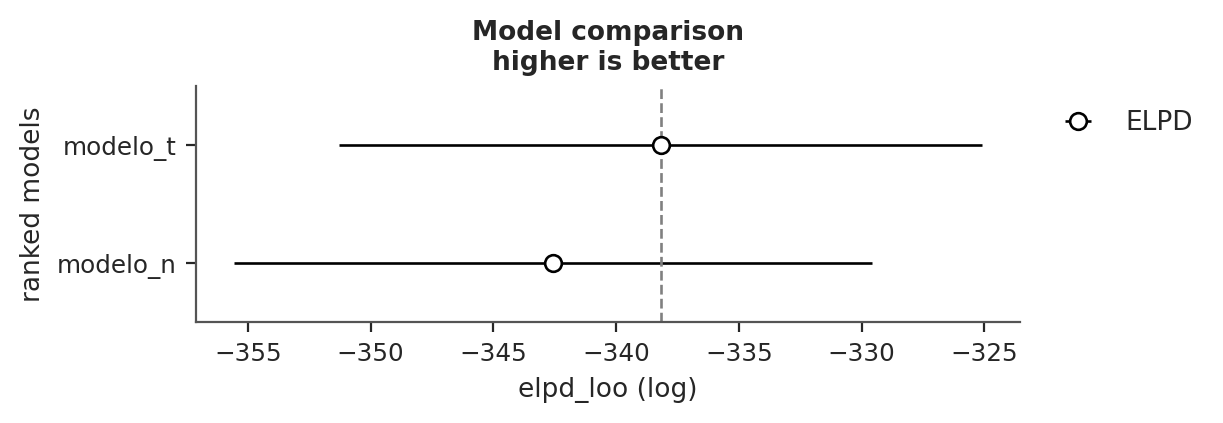 Model comparison
higher is better
ranked models
modelo_t
modelo_n
ELPD
−355 −350 −345 −340 −335 −330 −325
elpd_loo (log)